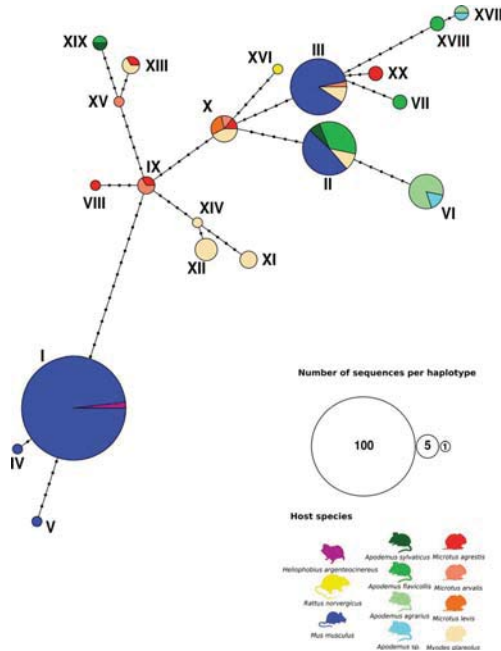 XIX
XIII
XV
XVI
III
XVII
XVIII
XX
VII
X
IX
VIII
II
VI
XIV
XII
XI
I
IV
V
Number of sequences per haplotype
100
5
1
Host species
Heliophobius argenteocinereus
Rattus norvergicus
Mus musculus
Apodemus sylvaticus
Apodemus flavicollis
Apodemus agrarius
Apodemus sp.
Microtus agrestis
Microtus arvalis
Microtus levis
Myodes glareolus